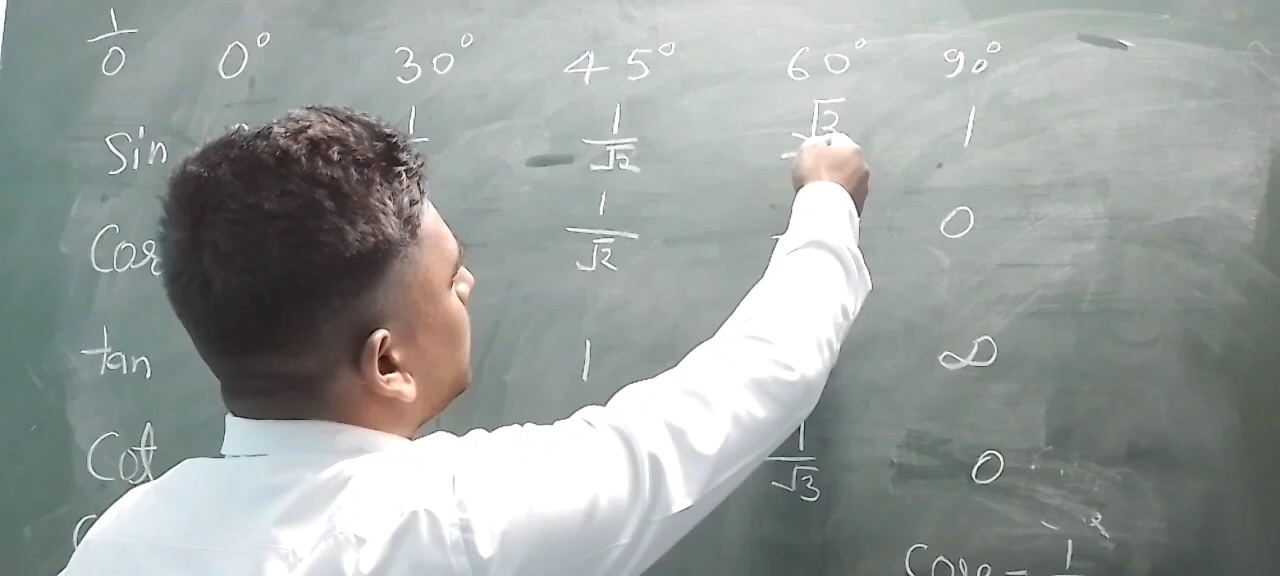 1/0 0° 30° 45° 60° 90°
Sin 1/√2 √3 1
Cos 1/√2 0
tan 1 ∞
Cot 1/√3 0